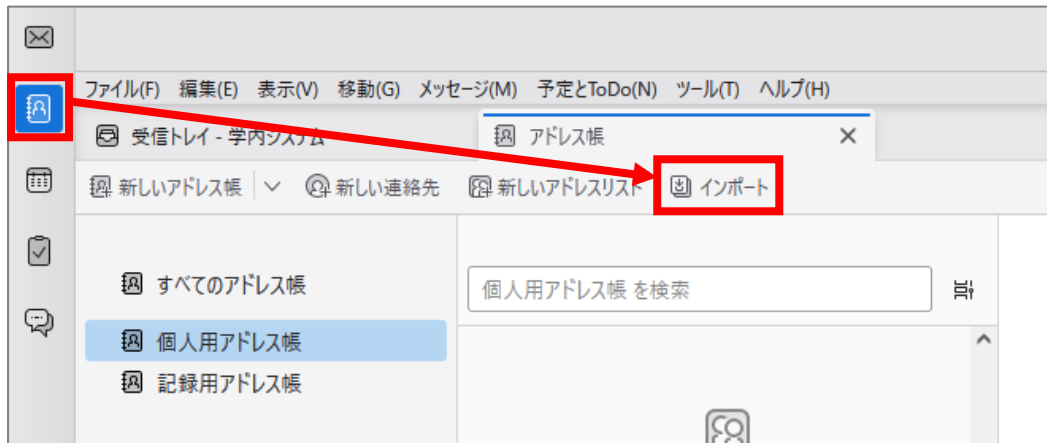 ファイル(F) 編集(E) 表示(V) 移動(G) メッセージ(M) 予定とToDo(N) ツール(T) ヘルプ(H)
受信トレイ - 学内システム アドレス帳
新しいアドレス帳 新しい連絡先 新しいアドレスリスト インポート
すべてのアドレス帳
個人用アドレス帳 を検索
個人用アドレス帳
記録用アドレス帳